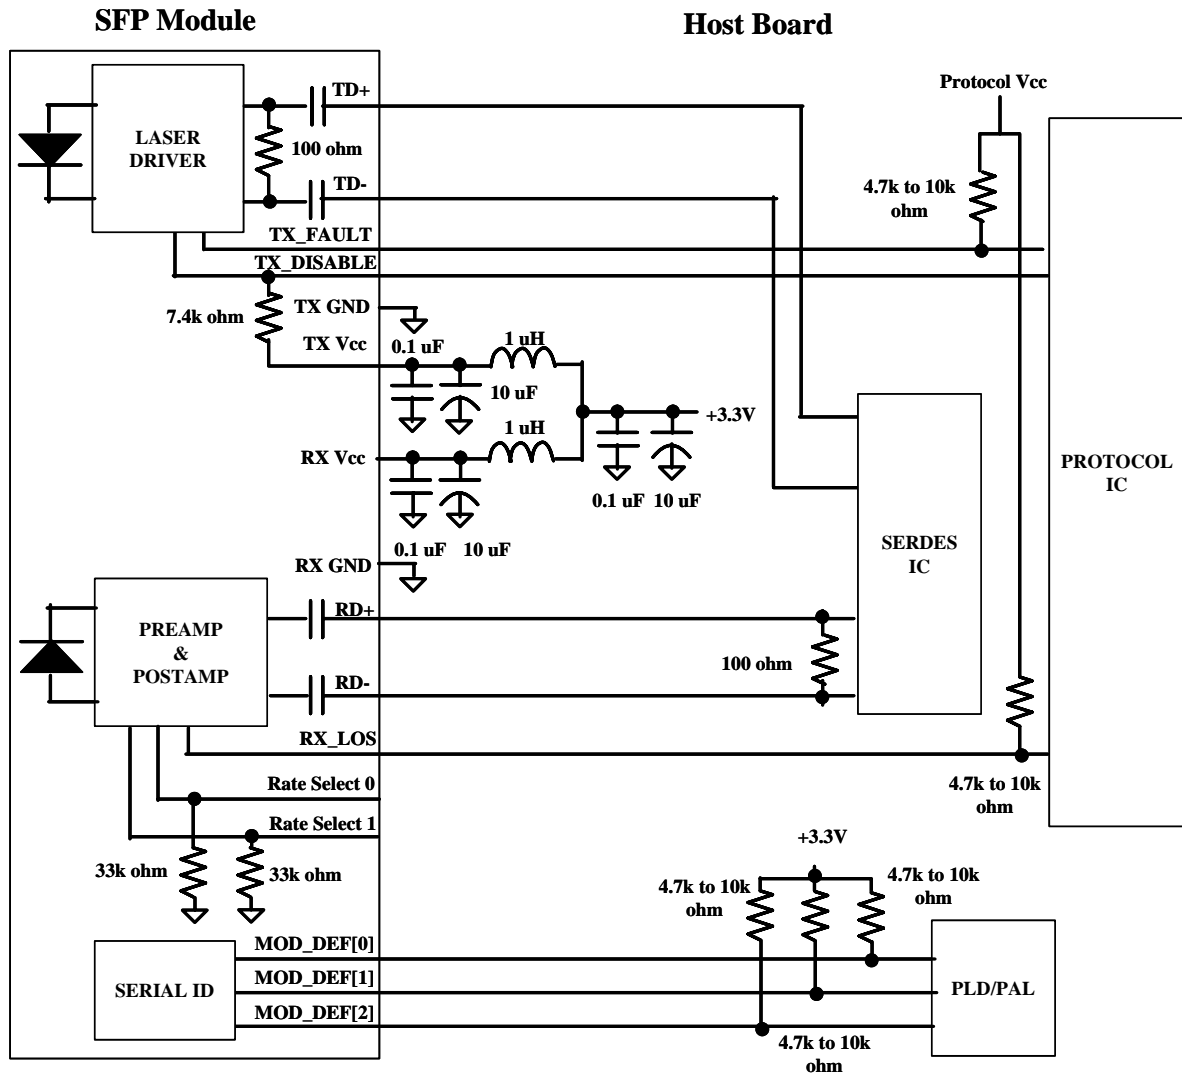 SFP Module
Host Board
Protocol Vcc
TD+
LASER
DRIVER
100 ohm
TD-
4.7k to 10k
ohm
TX_FAULT
TX_DISABLE
7.4k ohm
TX GND
TX Vcc
0.1 uF
1 uH
10 uF
+3.3V
1 uH
RX Vcc
0.1 uF
10 uF
PROTOCOL
IC
SERDES
IC
0.1 uF
10 uF
RX GND
RD+
PREAMP
&
POSTAMP
100 ohm
RD-
RX_LOS
4.7k to 10k
ohm
Rate Select 0
Rate Select 1
33k ohm
33k ohm
+3.3V
4.7k to 10k
ohm
4.7k to 10k
ohm
MOD_DEF[0]
MOD_DEF[1]
MOD_DEF[2]
SERIAL ID
PLD/PAL
4.7k to 10k
ohm